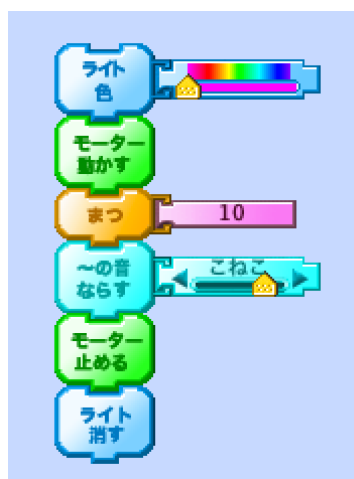 ライト
色
モーター
動かす
まつ
10
～の音
ならす
こねこ
モーター
止める
ライト
消す